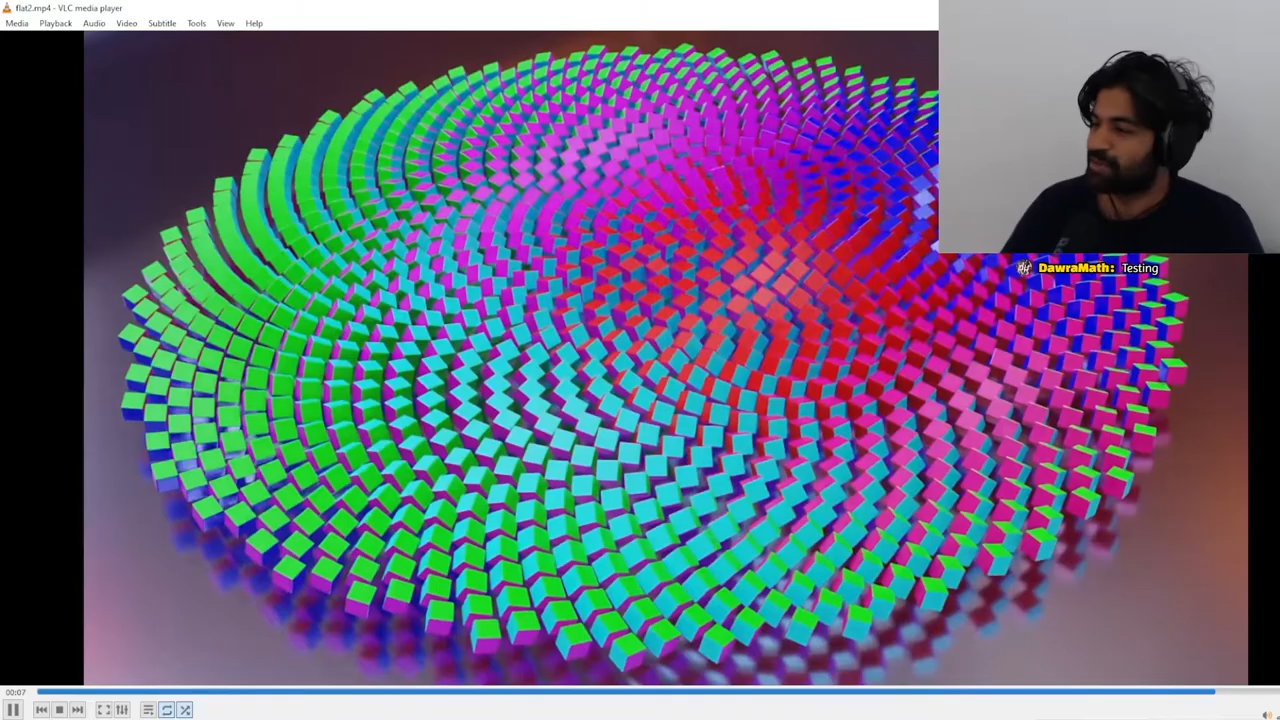 flat2.mp4 - VLC media player
Media Playback Audio Video Subtitle Tools View Help
DawraMath: Testing
00:07